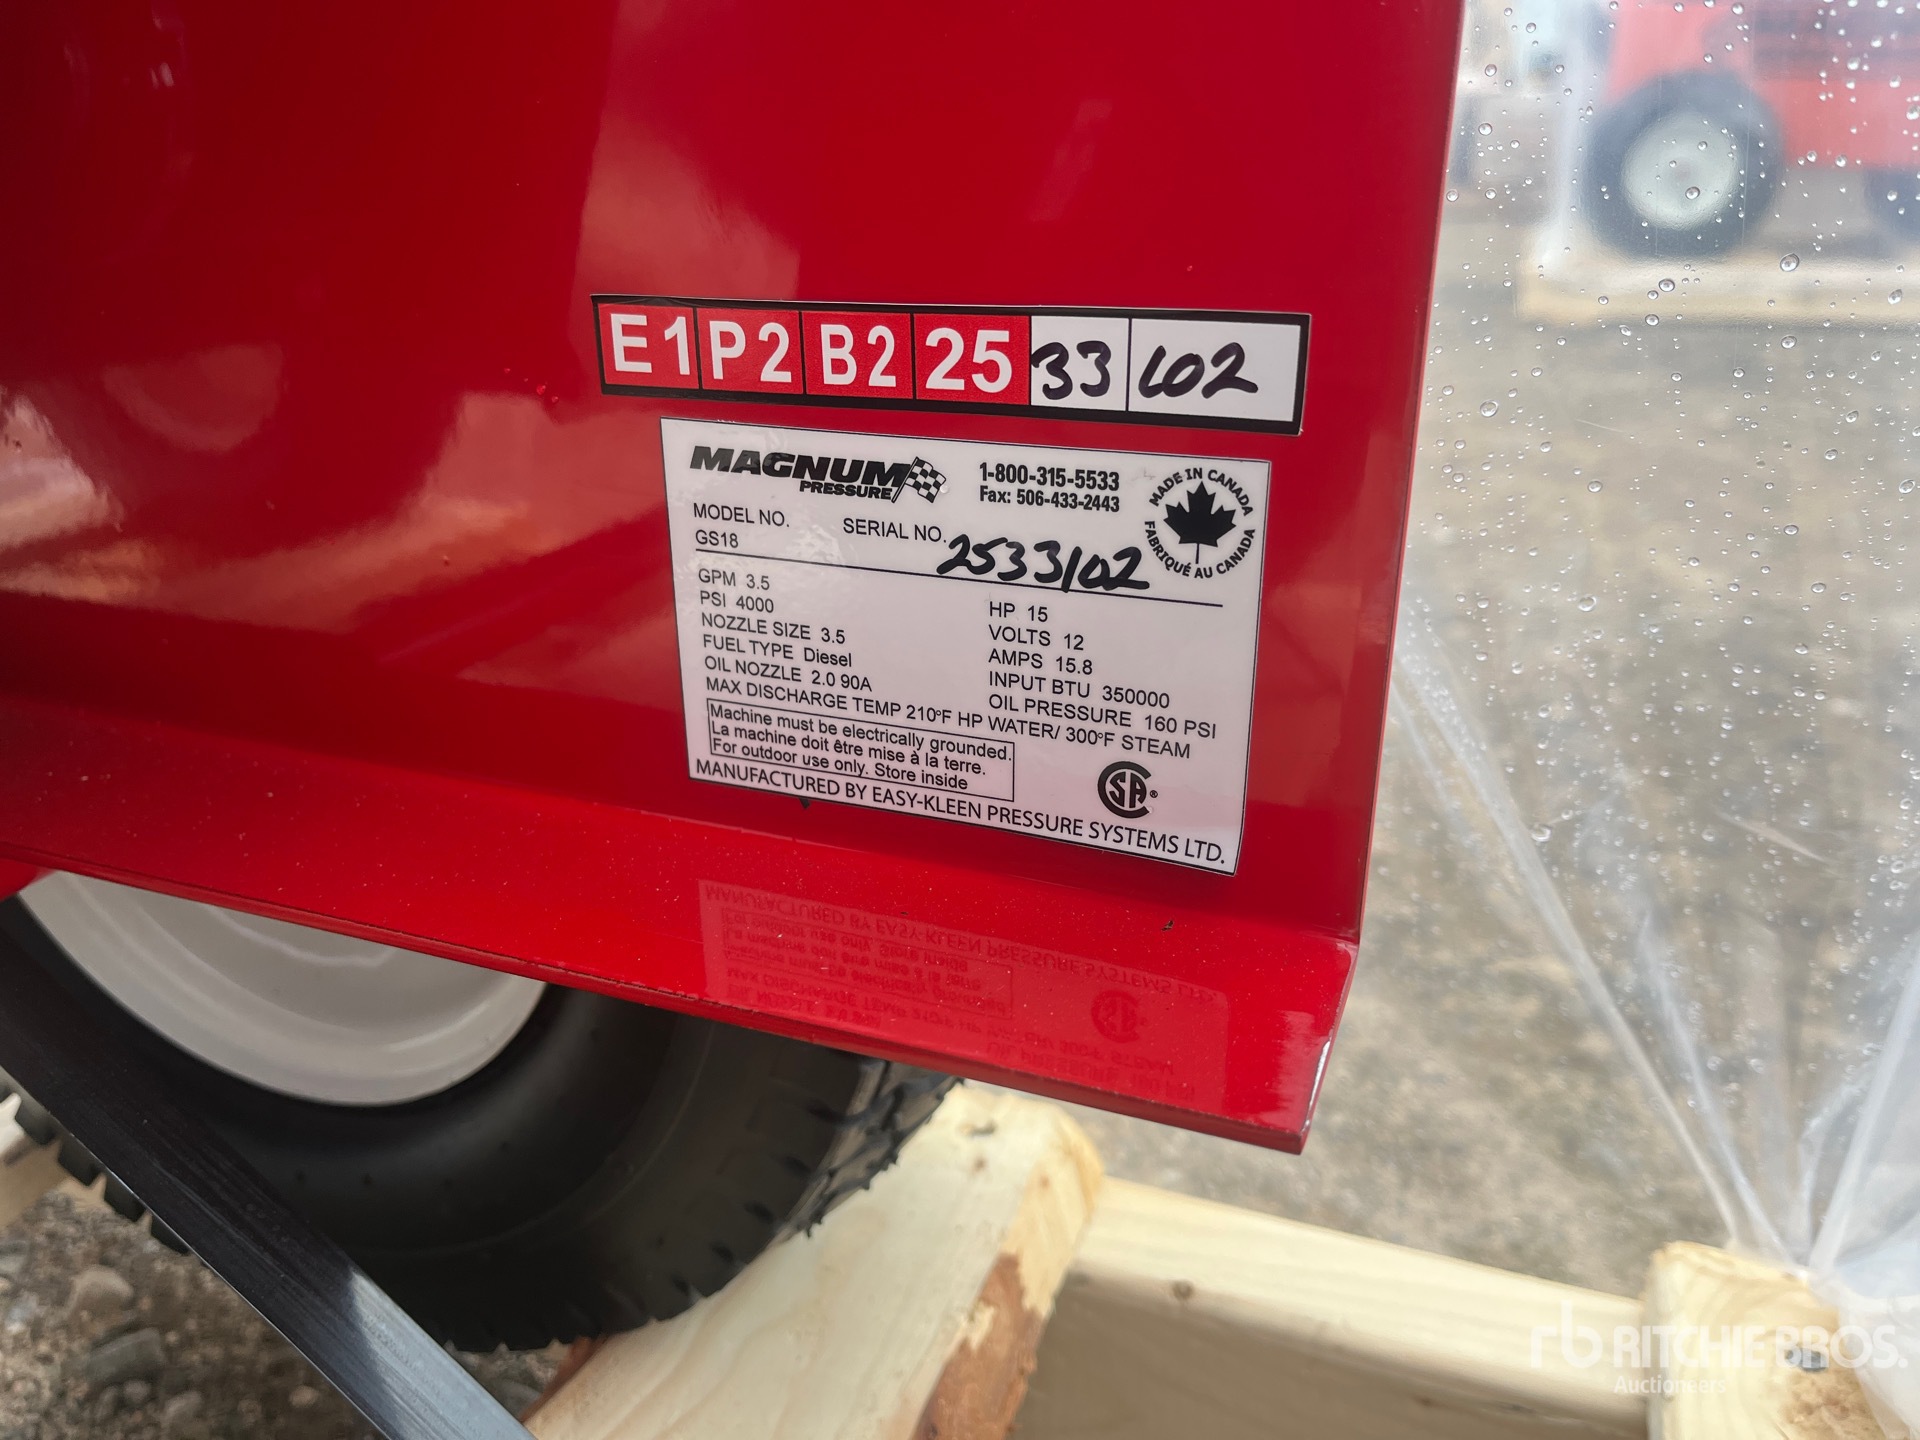 E1 P2 B2 25 33 102
MAGNUM
PRESSURE
1-800-315-5533
Fax: 506-433-2443
MADE IN CANADA
FABRIQUÉ AU CANADA
MODEL NO.
GS18
SERIAL NO. 2533102
GPM 3.5
PSI 4000
NOZZLE SIZE 3.5
FUEL TYPE Diesel
OIL NOZZLE 2.0 90A
HP 15
VOLTS 12
AMPS 15.8
INPUT BTU 350000
OIL PRESSURE 160 PSI
MAX DISCHARGE TEMP 210°F HP WATER/ 300°F STEAM
Machine must be electrically grounded.
La machine doit être mise à la terre.
For outdoor use only. Store inside
CSA®
MANUFACTURED BY EASY-KLEEN PRESSURE SYSTEMS LTD.
rb RITCHIE BROS.
Auctioneers